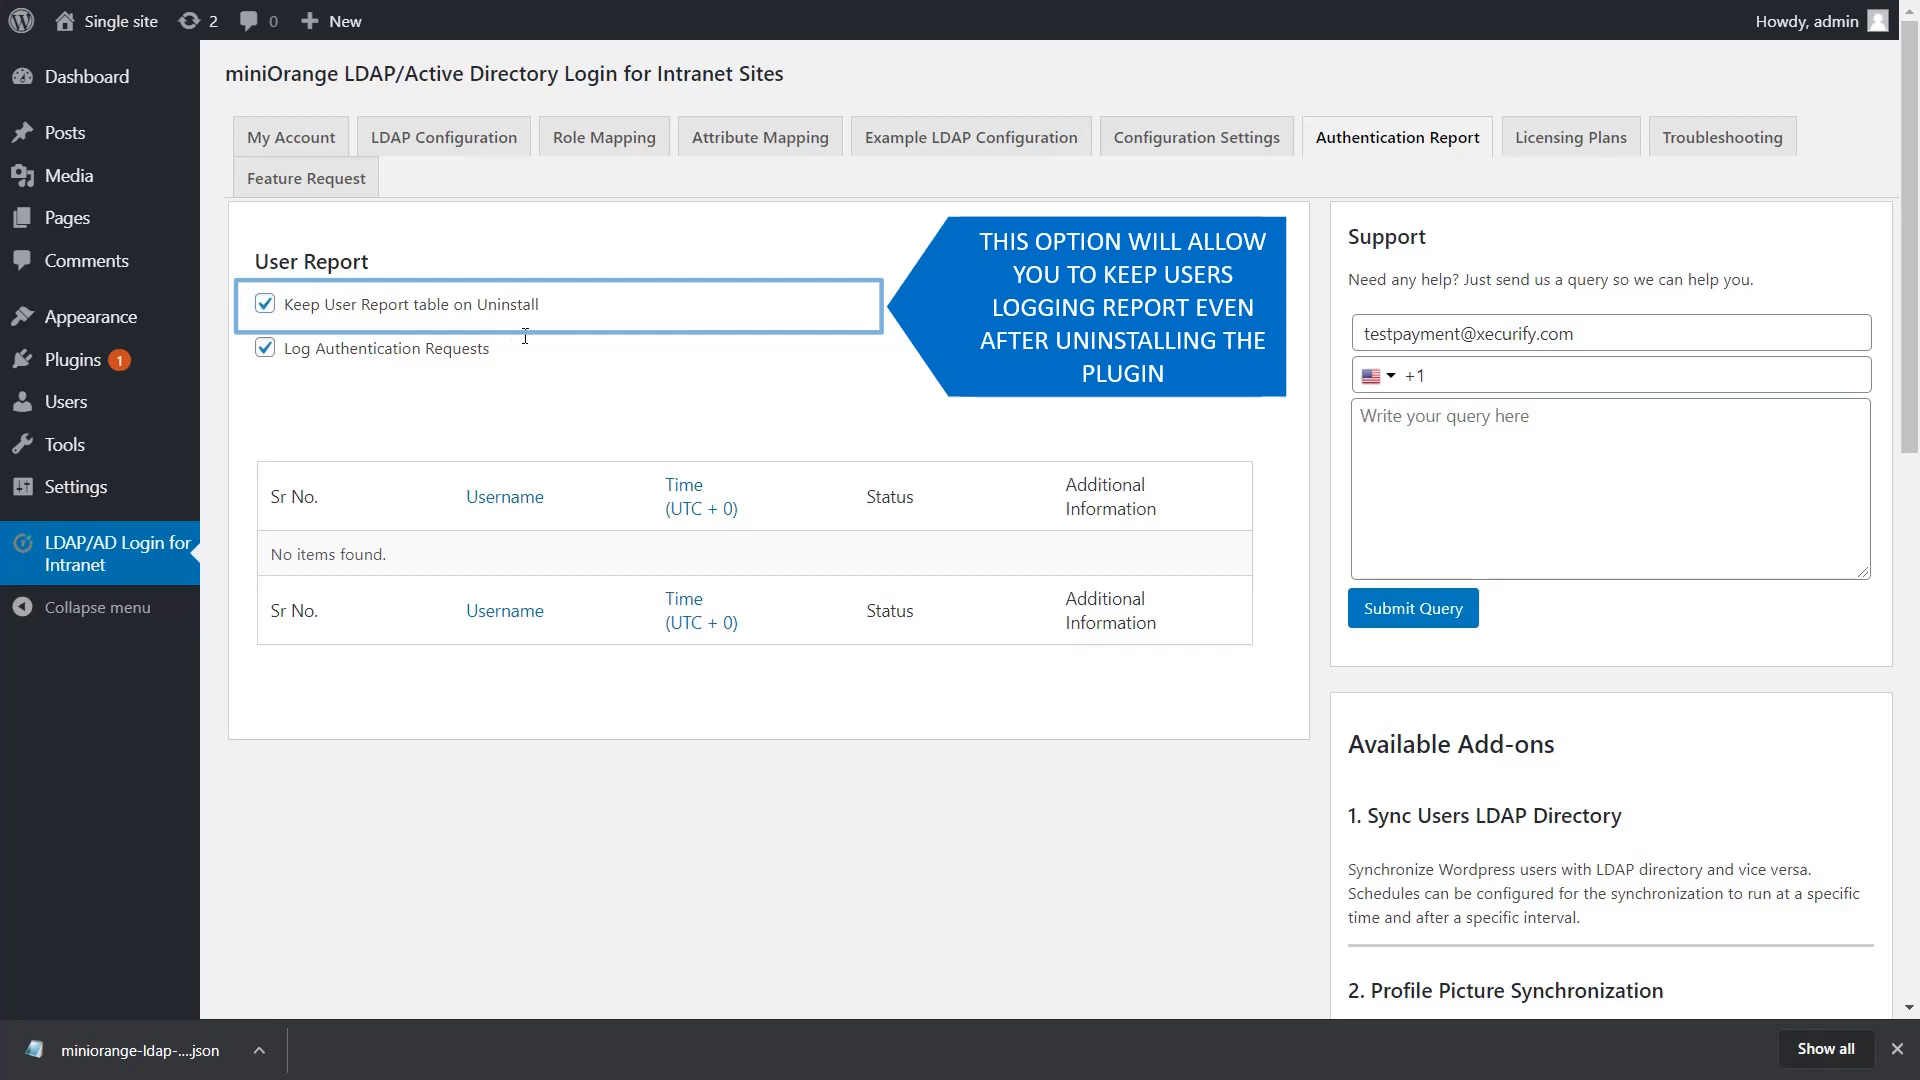 Single site
2
0
New
Howdy, admin
Dashboard
Posts
Media
Pages
Comments
Appearance
Plugins 1
Users
Tools
Settings
LDAP/AD Login for
Intranet
Collapse menu
miniOrange LDAP/Active Directory Login for Intranet Sites
My Account
LDAP Configuration
Role Mapping
Attribute Mapping
Example LDAP Configuration
Configuration Settings
Authentication Report
Licensing Plans
Troubleshooting
Feature Request
User Report
Keep User Report table on Uninstall
Log Authentication Requests
THIS OPTION WILL ALLOW
YOU TO KEEP USERS
LOGGING REPORT EVEN
AFTER UNINSTALLING THE
PLUGIN
Sr No.
Username
Time
(UTC + 0)
Status
Additional
Information
No items found.
Sr No.
Username
Time
(UTC + 0)
Status
Additional
Information
Support
Need any help? Just send us a query so we can help you.
testpayment@xecurify.com
+1
Write your query here
Submit Query
Available Add-ons
1. Sync Users LDAP Directory
Synchronize Wordpress users with LDAP directory and vice versa.
Schedules can be configured for the synchronization to run at a specific
time and after a specific interval.
2. Profile Picture Synchronization
miniorange-ldap-....json
Show all